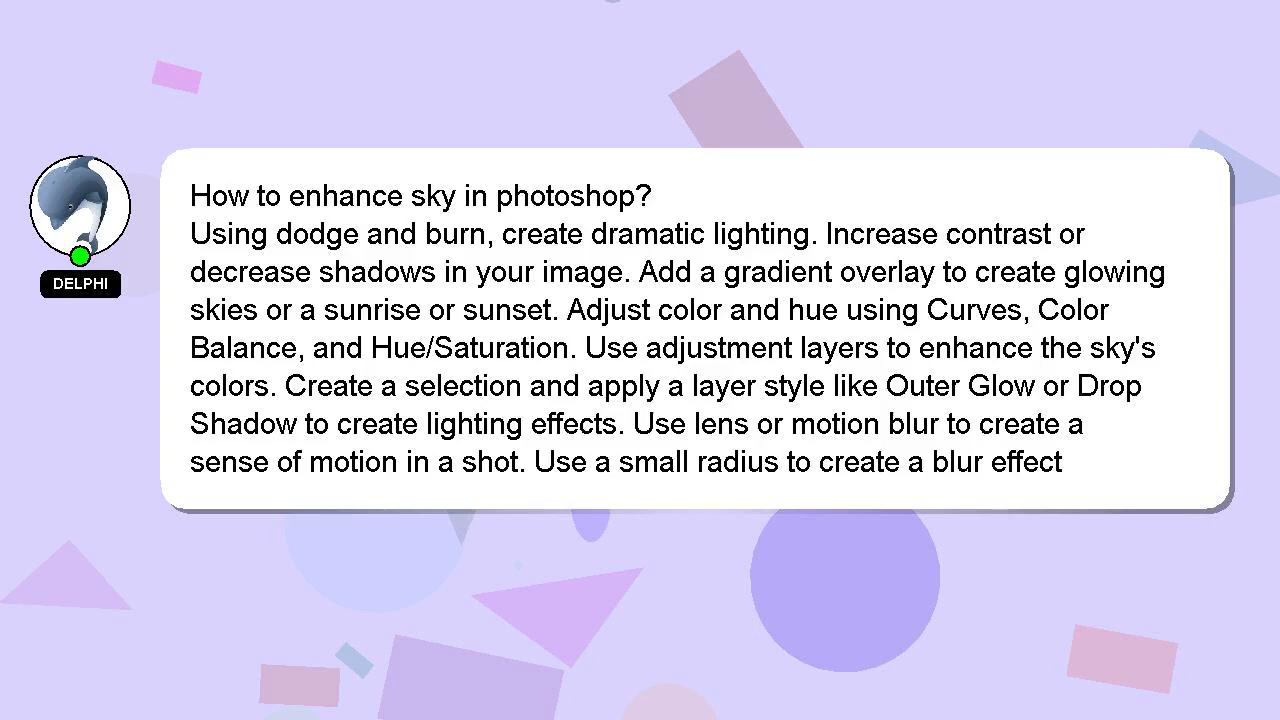 How to enhance sky in photoshop?
Using dodge and burn, create dramatic lighting. Increase contrast or
decrease shadows in your image. Add a gradient overlay to create glowing
skies or a sunrise or sunset. Adjust color and hue using Curves, Color
Balance, and Hue/Saturation. Use adjustment layers to enhance the sky's
colors. Create a selection and apply a layer style like Outer Glow or Drop
Shadow to create lighting effects. Use lens or motion blur to create a
sense of motion in a shot. Use a small radius to create a blur effect
DELPHI